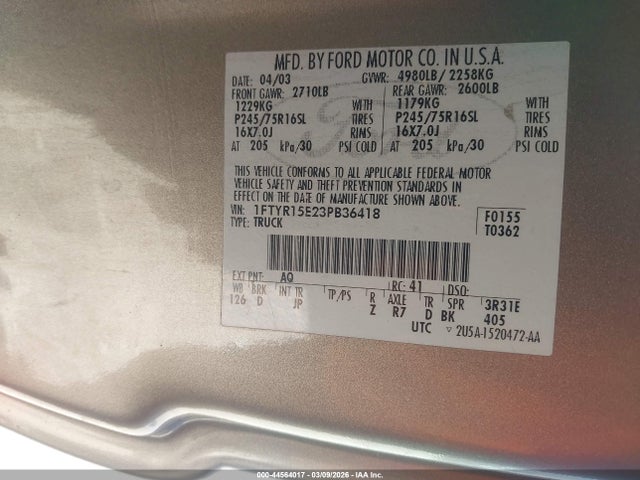 MFD. BY FORD MOTOR CO. IN U.S.A.
DATE: 04/03 GVWR: 4980LB/ 2258KG
FRONT GAWR: 2710LB REAR GAWR: 2600LB
1229KG WITH 1179KG WITH
P245/75R16SL TIRES P245/75R16SL TIRES
16X7.0J RIMS 16X7.0J RIMS
AT 205 kPa/30 PSI COLD AT 205 kPa/30 PSI COLD
THIS VEHICLE CONFORMS TO ALL APPLICABLE FEDERAL MOTOR
VEHICLE SAFETY AND THEFT PREVENTION STANDARDS IN
EFFECT ON THE DATE OF MANUFACTURE SHOWN ABOVE.
VIN: 1FTYR15E23PB36418 F0155
TYPE: TRUCK T0362
EXT PNT: AQ RC: 41 DSO:
WB BRK INT TR TP/PS R AXLE TR SPR 3R31E
126 D JP Z R7 D BK 405
UTC ▽ 2U5A-1520472-AA
Ford
000-44564017 | 03/09/2026 - IAA Inc.